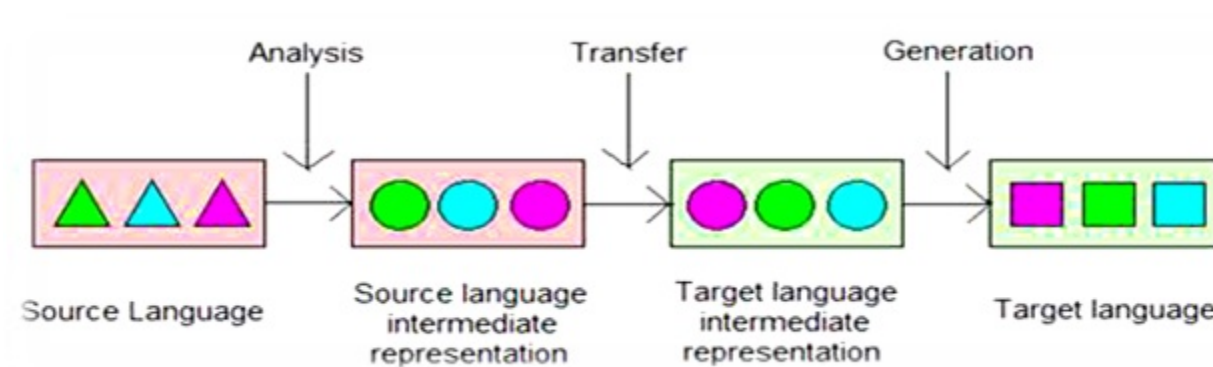 Analysis
Transfer
Generation
Source Language
Source language
intermediate
representation
Target language
intermediate
representation
Target language